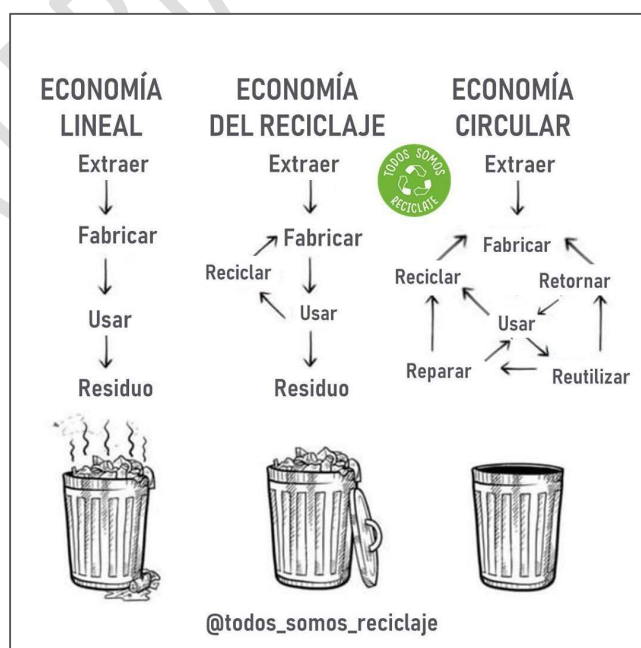 ECONOMÍA
LINEAL
Extraer
Fabricar
Usar
Residuo
ECONOMÍA
DEL RECICLAJE
Extraer
Fabricar
Reciclar
Usar
Residuo
TODOS SOMOS
RECICLAJE
ECONOMÍA
CIRCULAR
Extraer
Fabricar
Reciclar
Retornar
Usar
Reparar
Reutilizar
@todos_somos_reciclaje